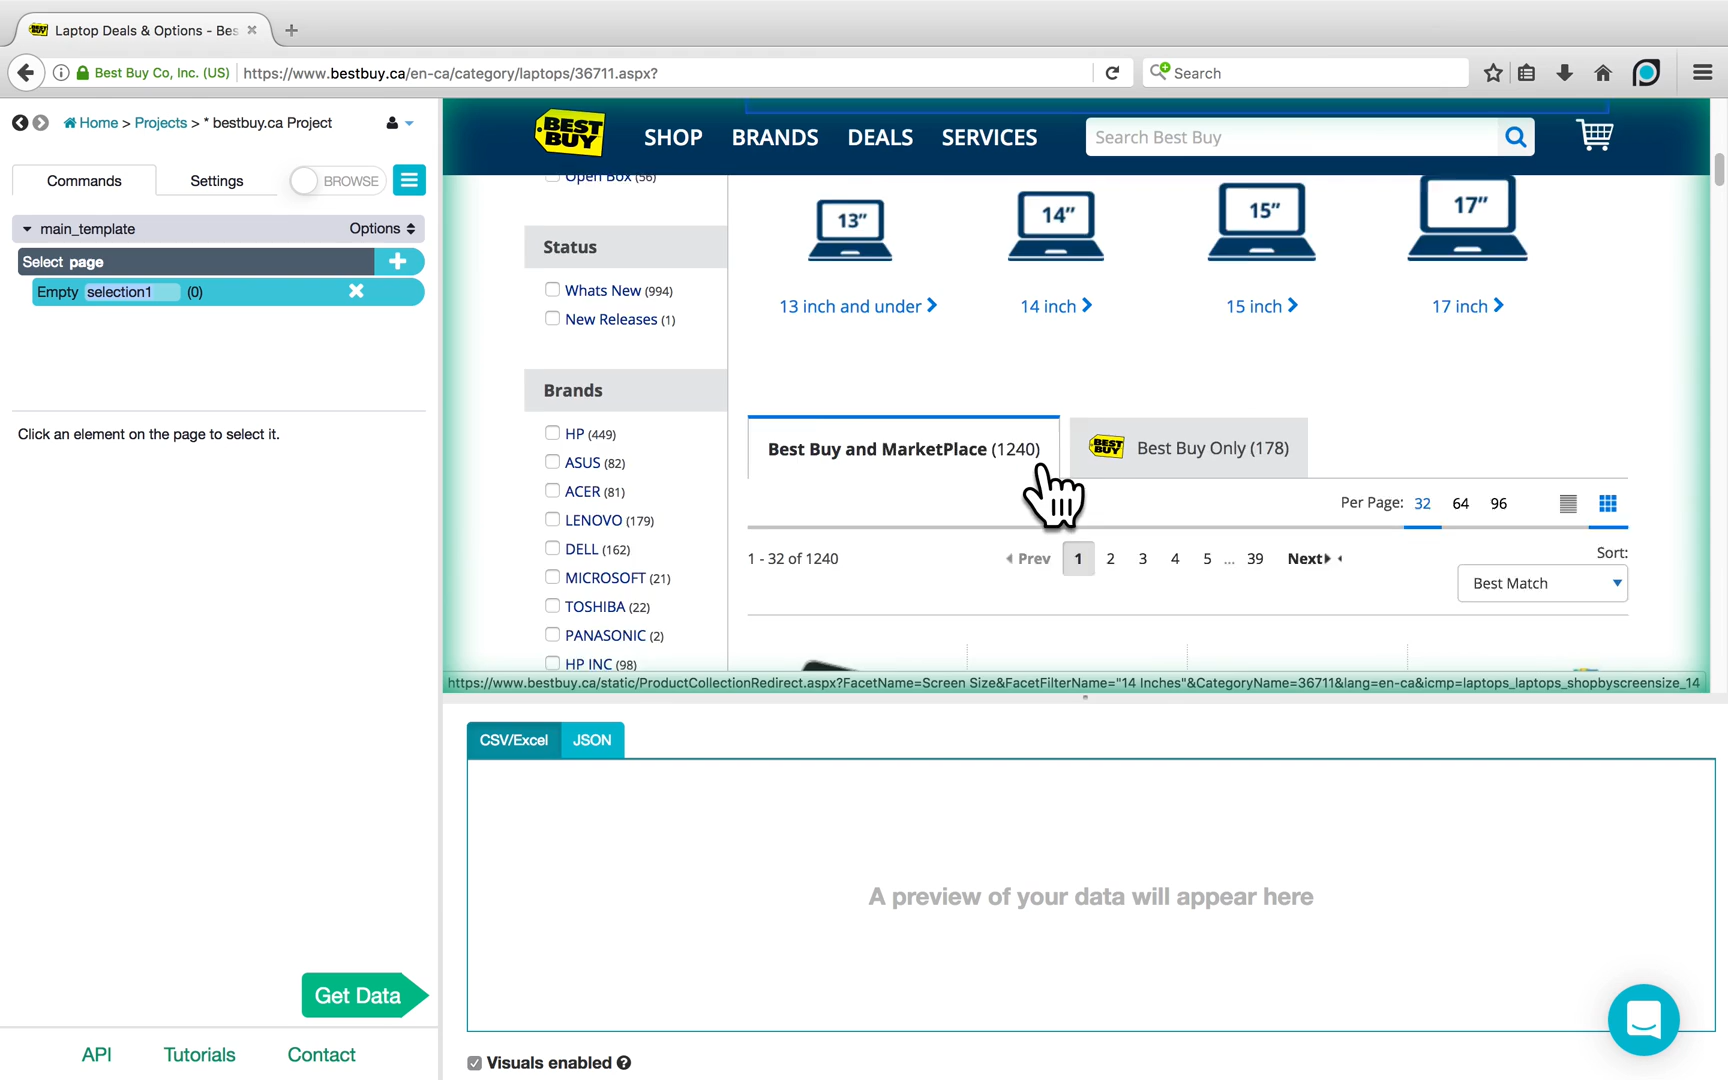 Laptop Deals & Options - Bes
Best Buy Co, Inc. (US)
https://www.bestbuy.ca/en-ca/category/laptops/36711.aspx?
Search
Home > Projects > * bestbuy.ca Project
Commands
Settings
BROWSE
main_template
Options
Select page
Empty selection1 (0)
Click an element on the page to select it.
Get Data
API
Tutorials
Contact
BEST BUY
SHOP
BRANDS
DEALS
SERVICES
Search Best Buy
Open Box (56)
Status
Whats New (994)
New Releases (1)
Brands
HP (449)
ASUS (82)
ACER (81)
LENOVO (179)
DELL (162)
MICROSOFT (21)
TOSHIBA (22)
PANASONIC (2)
HP INC (98)
13”
14”
15”
17”
13 inch and under
14 inch
15 inch
17 inch
Best Buy and MarketPlace (1240)
BEST BUY
Best Buy Only (178)
Per Page: 32 64 96
1 - 32 of 1240
Prev 1 2 3 4 5 ... 39 Next
Sort:
Best Match
https://www.bestbuy.ca/static/ProductCollectionRedirect.aspx?FacetName=Screen Size&FacetFilterName="14 Inches"&CategoryName=36711&lang=en-ca&icmp=laptops_laptops_shopbyscreensize_14
CSV/Excel
JSON
A preview of your data will appear here
Visuals enabled